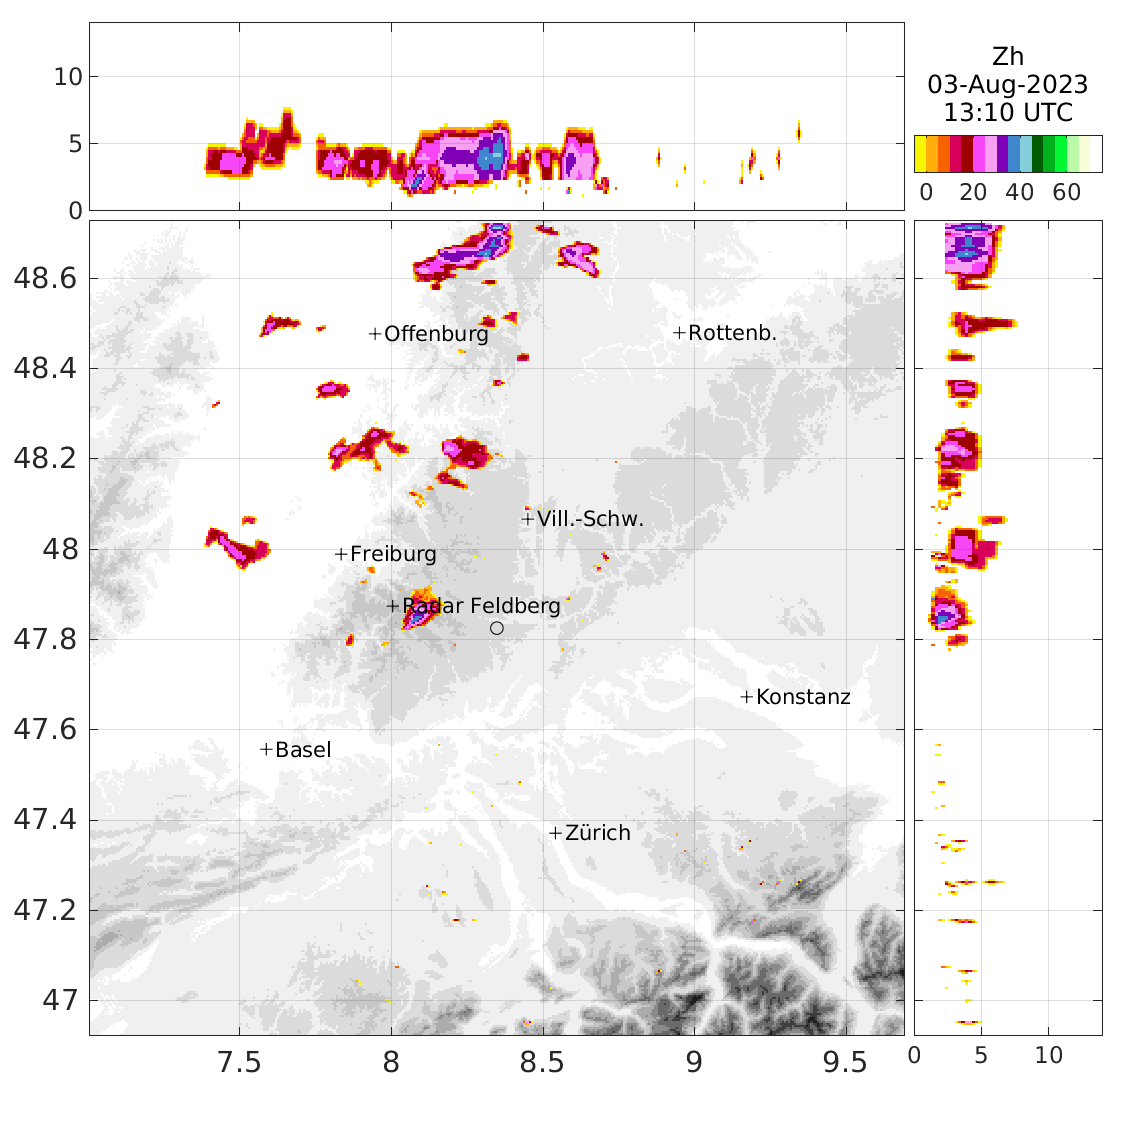 10
5
0
Zh
03-Aug-2023
13:10 UTC
0 20 40 60
48.6
48.4
48.2
48
47.8
47.6
47.4
47.2
47
+Offenburg
+Rottenb.
+Vill.-Schw.
+Freiburg
+Radar Feldberg
+Konstanz
+Basel
+Zürich
7.5 8 8.5 9 9.5
0 5 10